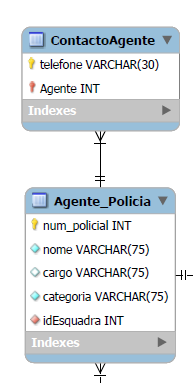 ContactoAgente
telefone VARCHAR(30)
Agente INT
Indexes
Agente_Policia
num_policial INT
nome VARCHAR(75)
cargo VARCHAR(75)
categoria VARCHAR(75)
idEsquadra INT
Indexes